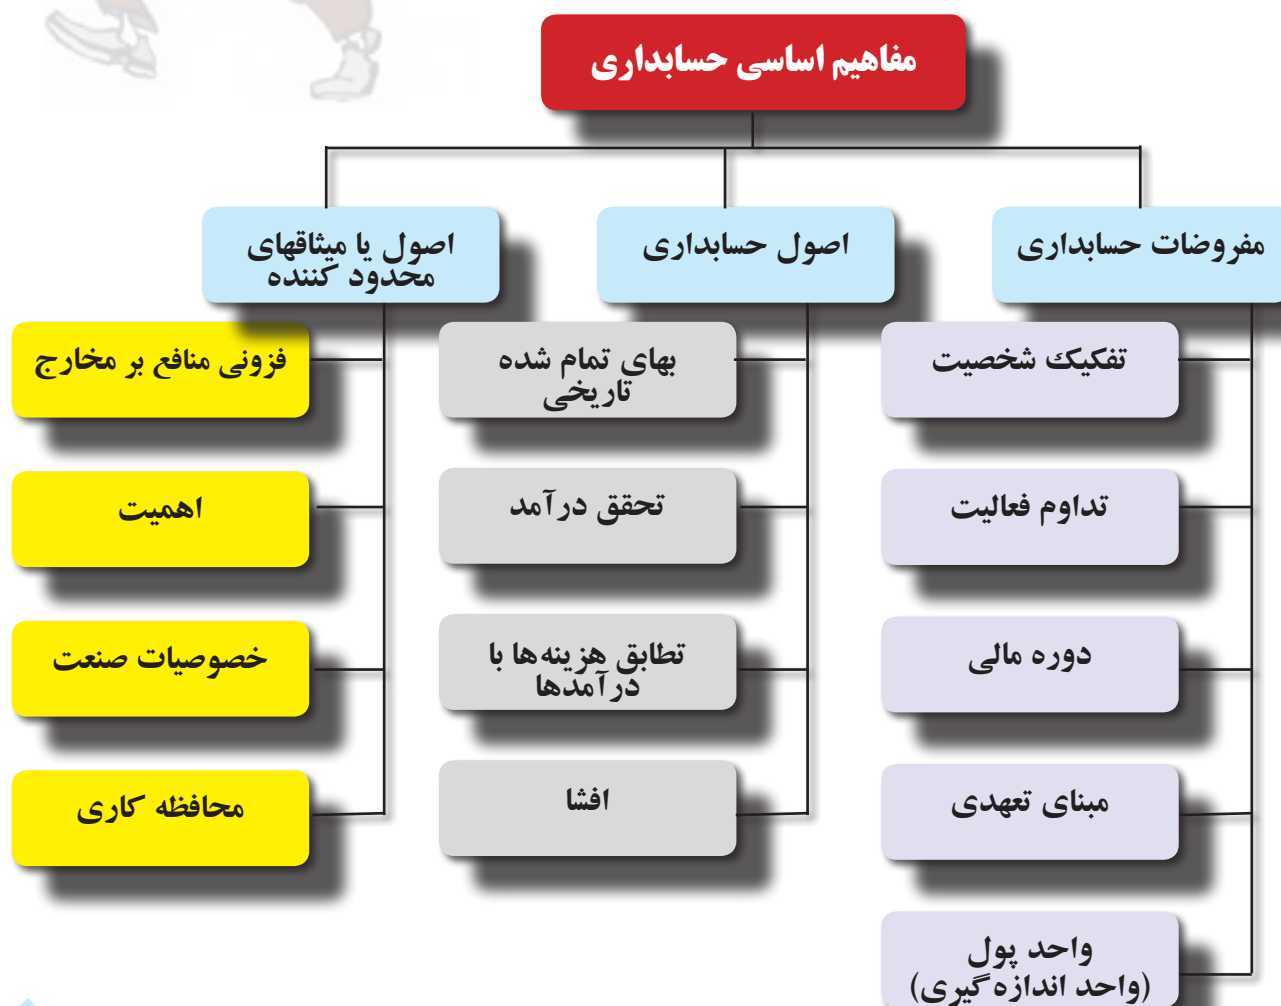 مفاهیم اساسی حسابداری
مفروضات حسابداری
تفکیک شخصیت
تداوم فعالیت
دوره مالی
مبنای تعهدی
واحد پول
(واحد اندازه‌گیری)
اصول حسابداری
بهای تمام شده
تاریخی
تحقق درآمد
تطابق هزینه‌ها با
درآمدها
افشا
اصول یا میثاقهای
محدود کننده
فزونی منافع بر مخارج
اهمیت
خصوصیات صنعت
محافظه کاری